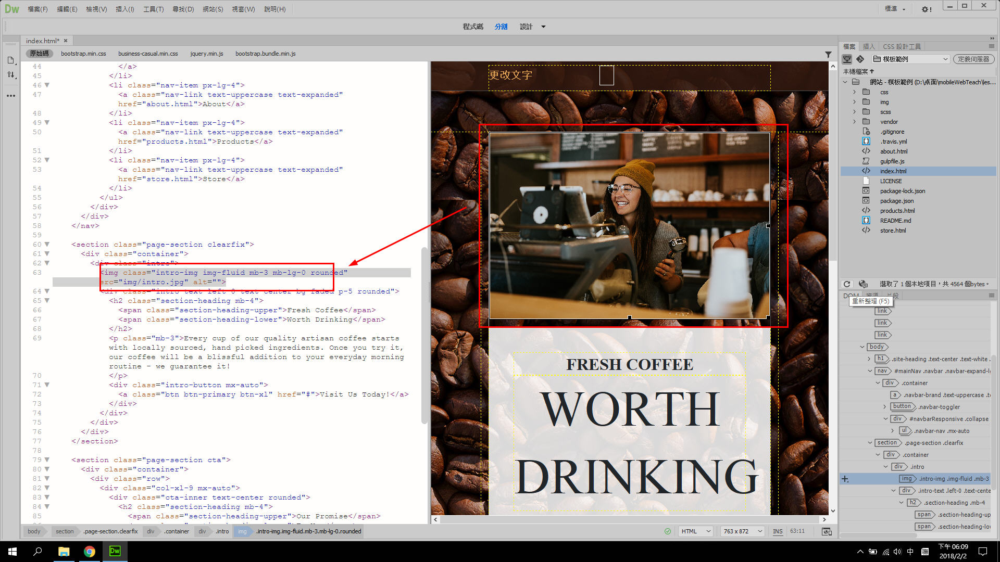 Dw 檔案(F) 編輯(E) 檢視(V) 插入(I) 工具(T) 尋找(D) 網站(S) 視窗(W) 說明(H) 標準
程式碼 分割 設計
index.html*
原始碼 bootstrap.min.css business-casual.min.css jquery.min.js bootstrap.bundle.min.js
44 </a>
45 </li>
46 <li class="nav-item px-lg-4">
47 <a class="nav-link text-uppercase text-expanded"
href="about.html">About</a>
48 </li>
49 <li class="nav-item px-lg-4">
50 <a class="nav-link text-uppercase text-expanded"
href="products.html">Products</a>
51 </li>
52 <li class="nav-item px-lg-4">
53 <a class="nav-link text-uppercase text-expanded"
href="store.html">Store</a>
54 </li>
55 </ul>
56 </div>
57 </div>
58 </nav>
59
60 <section class="page-section clearfix">
61 <div class="container">
62 <div class="intro">
63 <img class="intro-img img-fluid mb-3 mb-lg-0 rounded"
src="img/intro.jpg" alt="">
64 <div class="intro-text left-0 text-center bg-faded p-5 rounded">
65 <h2 class="section-heading mb-4">
66 <span class="section-heading-upper">Fresh Coffee</span>
67 <span class="section-heading-lower">Worth Drinking</span>
68 </h2>
69 <p class="mb-3">Every cup of our quality artisan coffee starts
with locally sourced, hand picked ingredients. Once you try it,
our coffee will be a blissful addition to your everyday morning
routine - we guarantee it!
70 </p>
71 <div class="intro-button mx-auto">
72 <a class="btn btn-primary btn-xl" href="#">Visit Us Today!</a>
73 </div>
74 </div>
75 </div>
76 </div>
77 </section>
78
79 <section class="page-section cta">
80 <div class="container">
81 <div class="row">
82 <div class="col-xl-9 mx-auto">
83 <div class="cta-inner text-center rounded">
84 <h2 class="section-heading mb-4">
85 <span class="section-heading-upper">Our Promise</span>
更改文字
FRESH COFFEE
WORTH
DRINKING
body section .page-section.clearfix div .container div .intro img .intro-img.img-fluid.mb-3.mb-lg-0.rounded
HTML 763 x 872 INS 63:11
檔案 插入 CSS 設計工具
模板範例 定義伺服器
本機檔案
網站 - 模板範例 (D:\桌面\mobileWebTeach\les...
css
img
scss
vendor
.gitignore
.travis.yml
about.html
gulpfile.js
index.html
LICENSE
package-lock.json
package.json
products.html
README.md
store.html
選取了 1 個本地項目，共 4564 個bytes。
DOM 資源 片段
重新整理 (F5)
link
link
link
body
h1 .site-heading .text-center .text-white .
nav #mainNav .navbar .navbar-expand-l
div .container
a .navbar-brand .text-uppercase .t
button .navbar-toggler
div #navbarResponsive .collapse
ul .navbar-nav .mx-auto
section .page-section .clearfix
div .container
div .intro
img .intro-img .img-fluid .mb-3
div .intro-text .left-0 .text-cente
h2 .section-heading .mb-4
span .section-heading-up
span .section-heading-lo
Dw 中 下午 06:09
2018/2/2